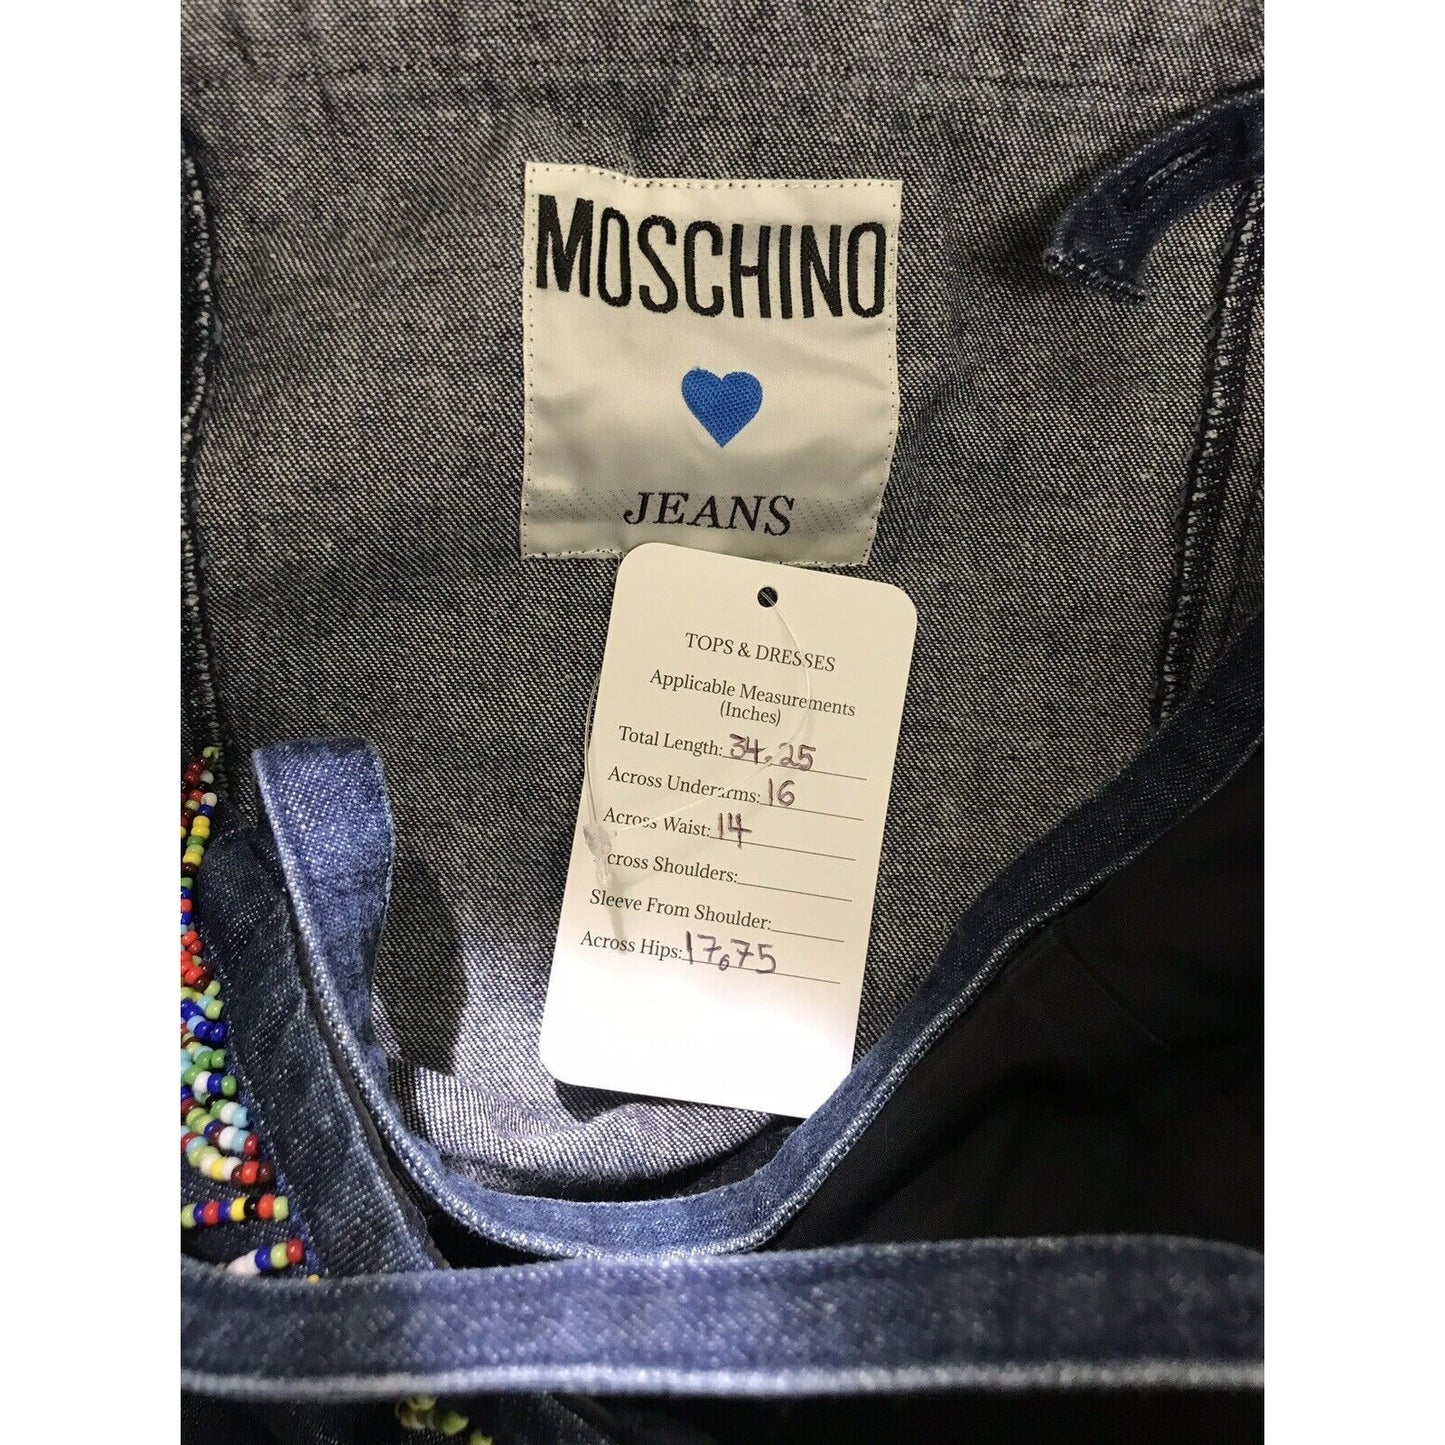 MOSCHINO
JEANS
TOPS & DRESSES
Applicable Measurements
(Inches)
Total Length: 34.25
Across Underarms: 16
Across Waist: 14
cross Shoulders:
Sleeve From Shoulder:
Across Hips: 17.75